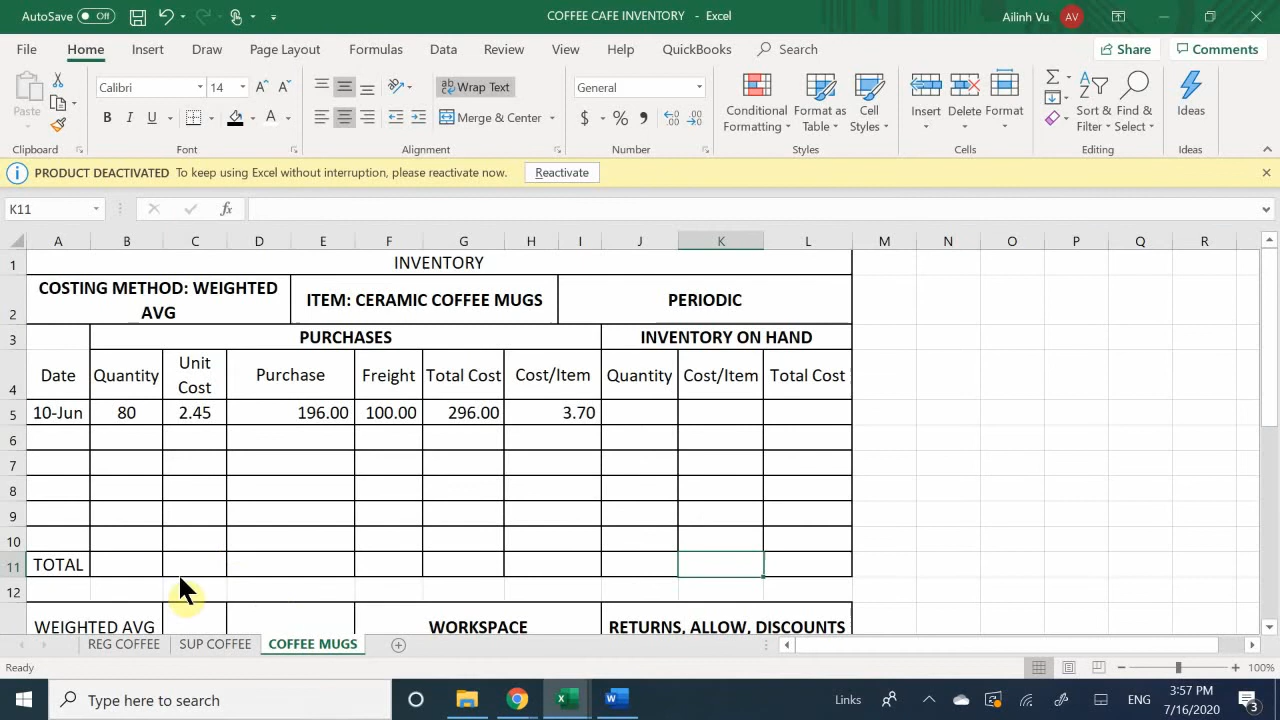 AutoSave Off COFFEE CAFE INVENTORY - Excel Ailinh Vu AV
File Home Insert Draw Page Layout Formulas Data Review View Help QuickBooks Search Share Comments
Paste Calibri 14 Wrap Text General Conditional Format as Cell Insert Delete Format Sort & Find & Ideas
B I U A Merge & Center $ % Formatting Table Styles Filter Select
Clipboard Font Alignment Number Styles Cells Editing Ideas
PRODUCT DEACTIVATED To keep using Excel without interruption, please reactivate now. Reactivate
K11 fx
A B C D E F G H I J K L M N O P Q R
1 INVENTORY
COSTING METHOD: WEIGHTED
2 AVG ITEM: CERAMIC COFFEE MUGS PERIODIC
3 PURCHASES INVENTORY ON HAND
Unit
4 Date Quantity Cost Purchase Freight Total Cost Cost/Item Quantity Cost/Item Total Cost
5 10-Jun 80 2.45 196.00 100.00 296.00 3.70
6
7
8
9
10
11 TOTAL
12
WEIGHTED AVG WORKSPACE RETURNS, ALLOW, DISCOUNTS
REG COFFEE SUP COFFEE COFFEE MUGS
Ready 100%
Type here to search Links ENG 3:57 PM
7/16/2020 3